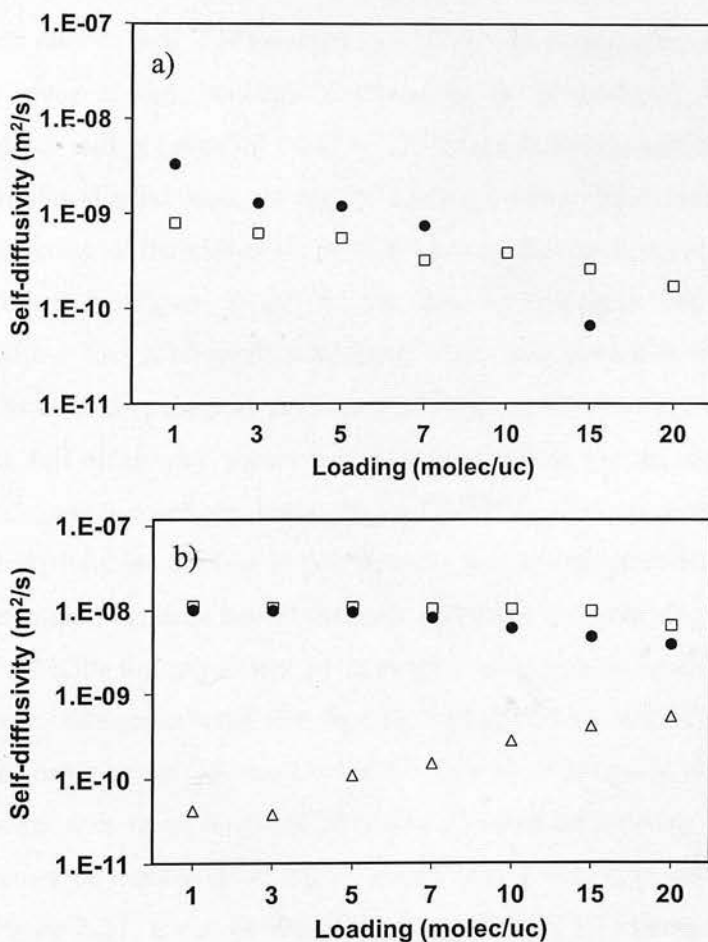 a)
Self-diffusivity (m²/s)
1.E-07
1.E-08
1.E-09
1.E-10
1.E-11
1 3 5 7 10 15 20
Loading (molec/uc)
b)
Self-diffusivity (m²/s)
1.E-07
1.E-08
1.E-09
1.E-10
1.E-11
1 3 5 7 10 15 20
Loading (molec/uc)